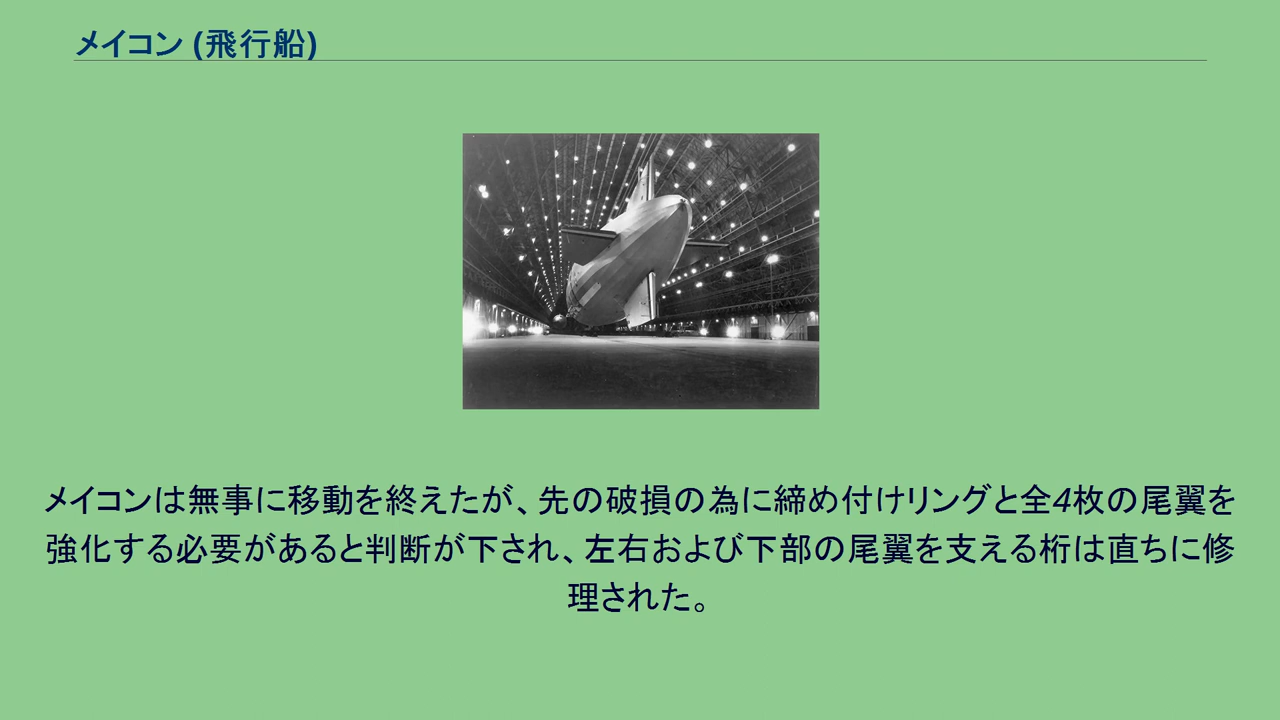 メイコン (飛行船)
メイコンは無事に移動を終えたが、先の破損の為に締め付けリングと全4枚の尾翼を
強化する必要があると判断が下され、左右および下部の尾翼を支える桁は直ちに修
理された。